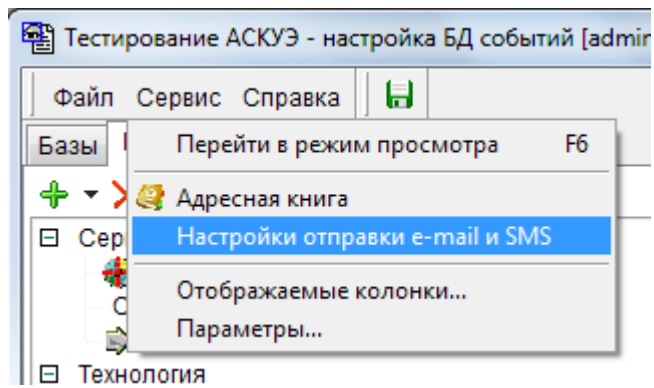 Тестирование АСКУЭ - настройка БД событий [admin
Файл Сервис Справка
Базы
Перейти в режим просмотра F6
Адресная книга
Настройки отправки e-mail и SMS
Отображаемые колонки...
Параметры...
Технология